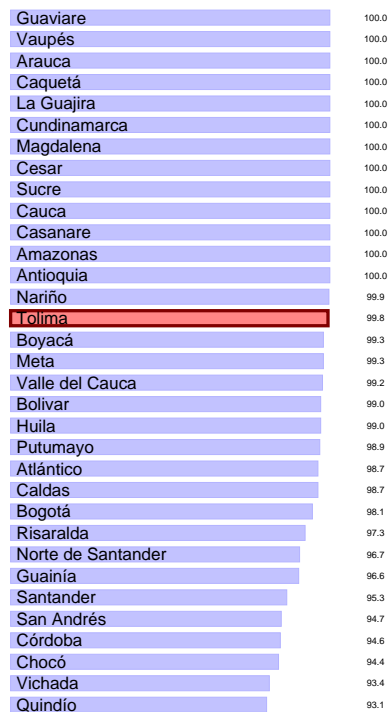 Guaviare 100.0
Vaupés 100.0
Arauca 100.0
Caquetá 100.0
La Guajira 100.0
Cundinamarca 100.0
Magdalena 100.0
Cesar 100.0
Sucre 100.0
Cauca 100.0
Casanare 100.0
Amazonas 100.0
Antioquia 100.0
Nariño 99.9
Tolima 99.8
Boyacá 99.3
Meta 99.3
Valle del Cauca 99.2
Bolivar 99.0
Huila 99.0
Putumayo 98.9
Atlántico 98.7
Caldas 98.7
Bogotá 98.1
Risaralda 97.3
Norte de Santander 96.7
Guainía 96.6
Santander 95.3
San Andrés 94.7
Córdoba 94.6
Chocó 94.4
Vichada 93.4
Quindío 93.1